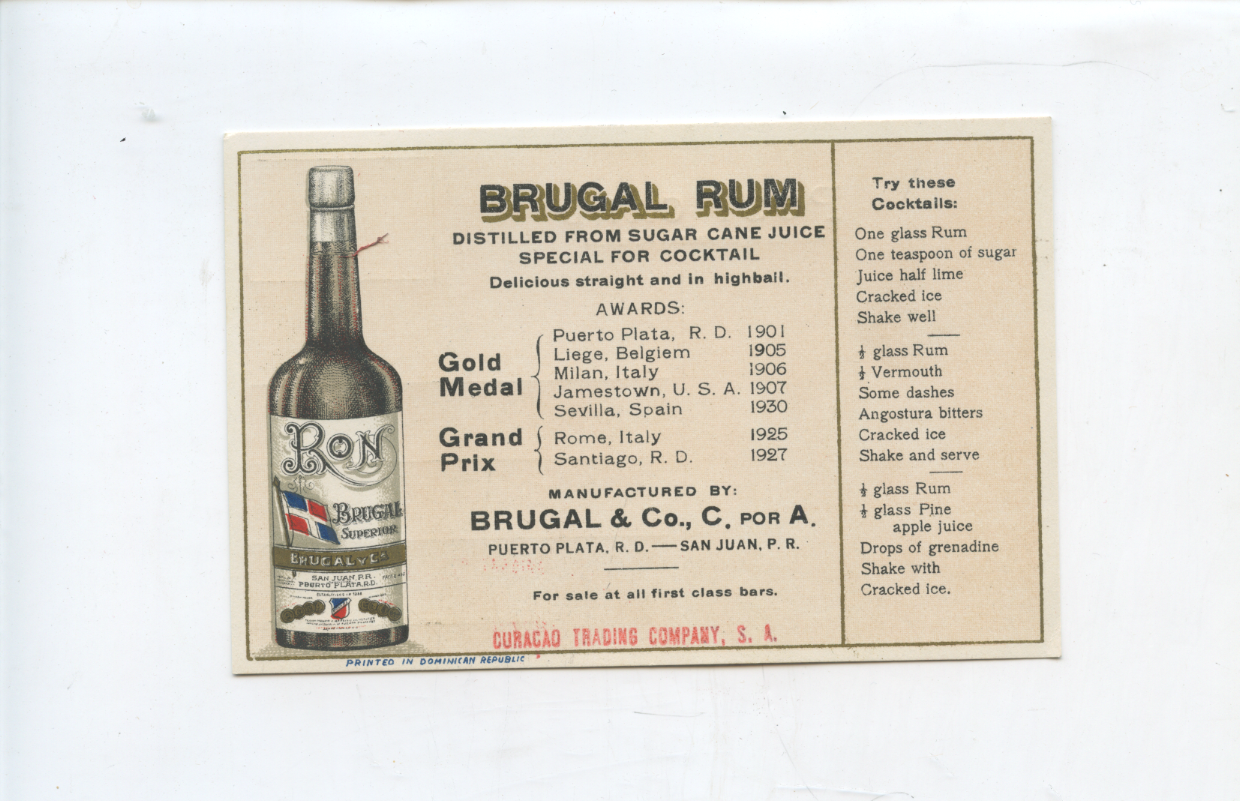 BRUGAL RUM
DISTILLED FROM SUGAR CANE JUICE
SPECIAL FOR COCKTAIL
Delicious straight and in highball.
AWARDS:
Gold Medal
Puerto Plata, R. D. 1901
Liege, Belgiem 1905
Milan, Italy 1906
Jamestown, U. S. A. 1907
Sevilla, Spain 1930
Grand Prix
Rome, Italy 1925
Santiago, R. D. 1927
MANUFACTURED BY:
BRUGAL & Co., C. POR A.
PUERTO PLATA, R. D. — SAN JUAN, P. R.
For sale at all first class bars.
CURACAO TRADING COMPANY, S. A.
PRINTED IN DOMINICAN REPUBLIC
RON
BRUGAL
SUPERIOR
BRUGAL Y Co.
SAN JUAN P.R.
PUERTO PLATA.R.D.
Try these
Cocktails:
One glass Rum
One teaspoon of sugar
Juice half lime
Cracked ice
Shake well
½ glass Rum
½ Vermouth
Some dashes
Angostura bitters
Cracked ice
Shake and serve
½ glass Rum
½ glass Pine
apple juice
Drops of grenadine
Shake with
Cracked ice.